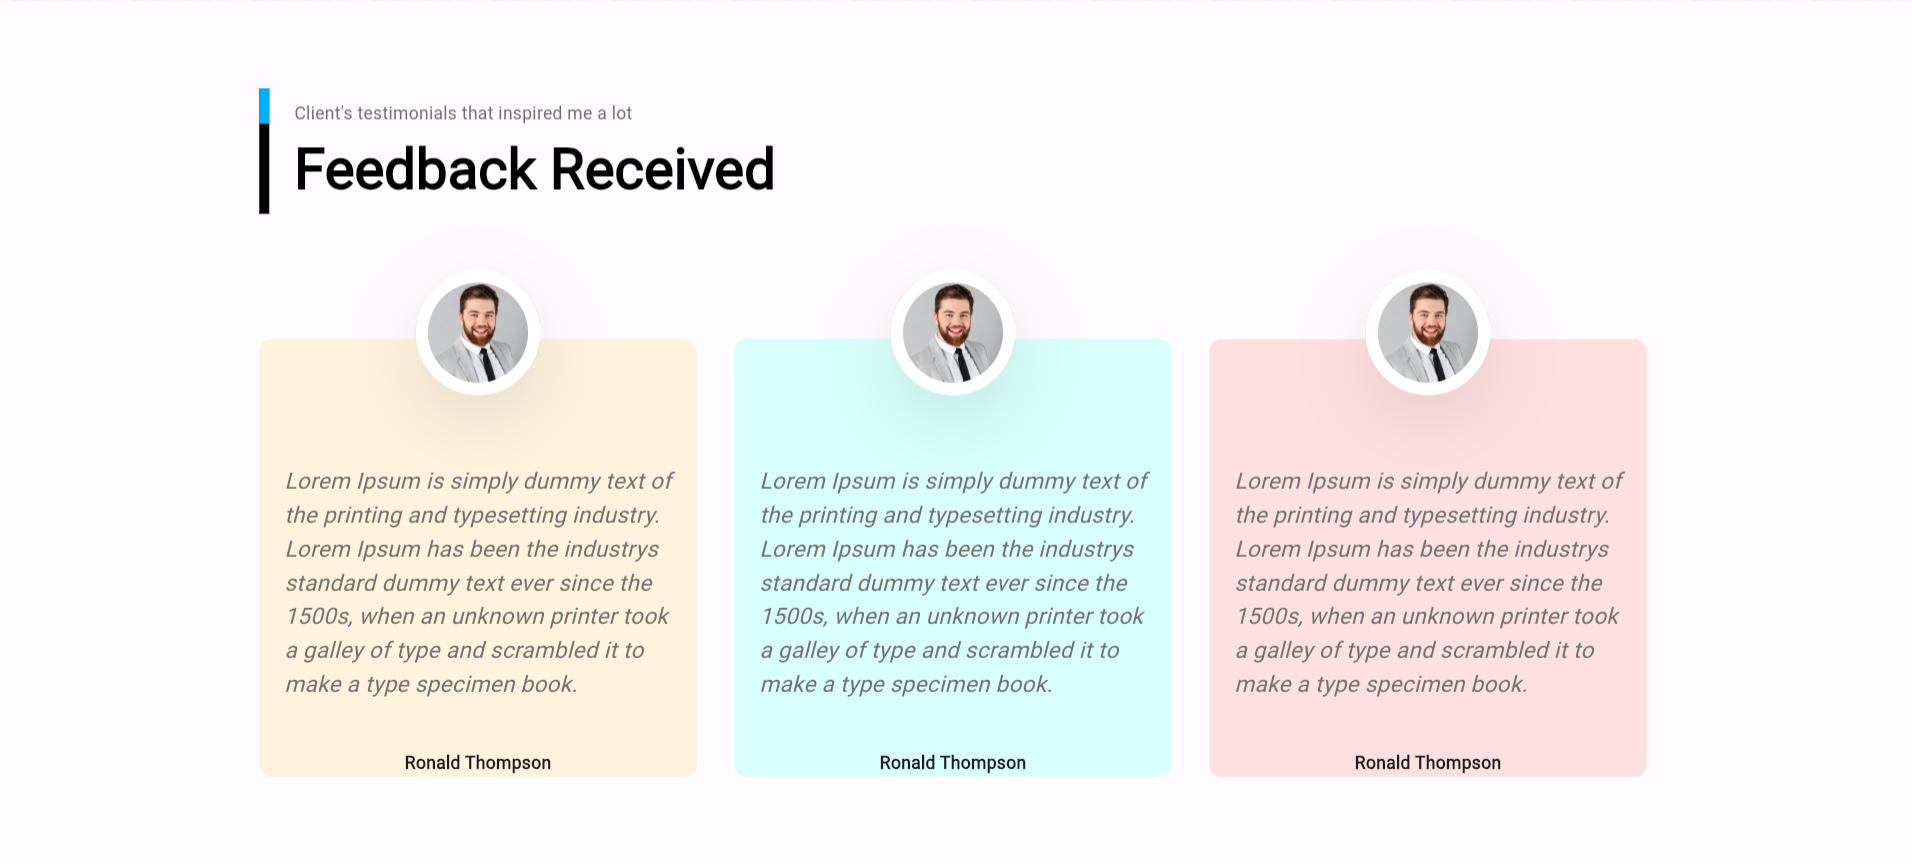 Client's testimonials that inspired me a lot
Feedback Received
Lorem Ipsum is simply dummy text of
the printing and typesetting industry.
Lorem Ipsum has been the industrys
standard dummy text ever since the
1500s, when an unknown printer took
a galley of type and scrambled it to
make a type specimen book.
Ronald Thompson
Lorem Ipsum is simply dummy text of
the printing and typesetting industry.
Lorem Ipsum has been the industrys
standard dummy text ever since the
1500s, when an unknown printer took
a galley of type and scrambled it to
make a type specimen book.
Ronald Thompson
Lorem Ipsum is simply dummy text of
the printing and typesetting industry.
Lorem Ipsum has been the industrys
standard dummy text ever since the
1500s, when an unknown printer took
a galley of type and scrambled it to
make a type specimen book.
Ronald Thompson